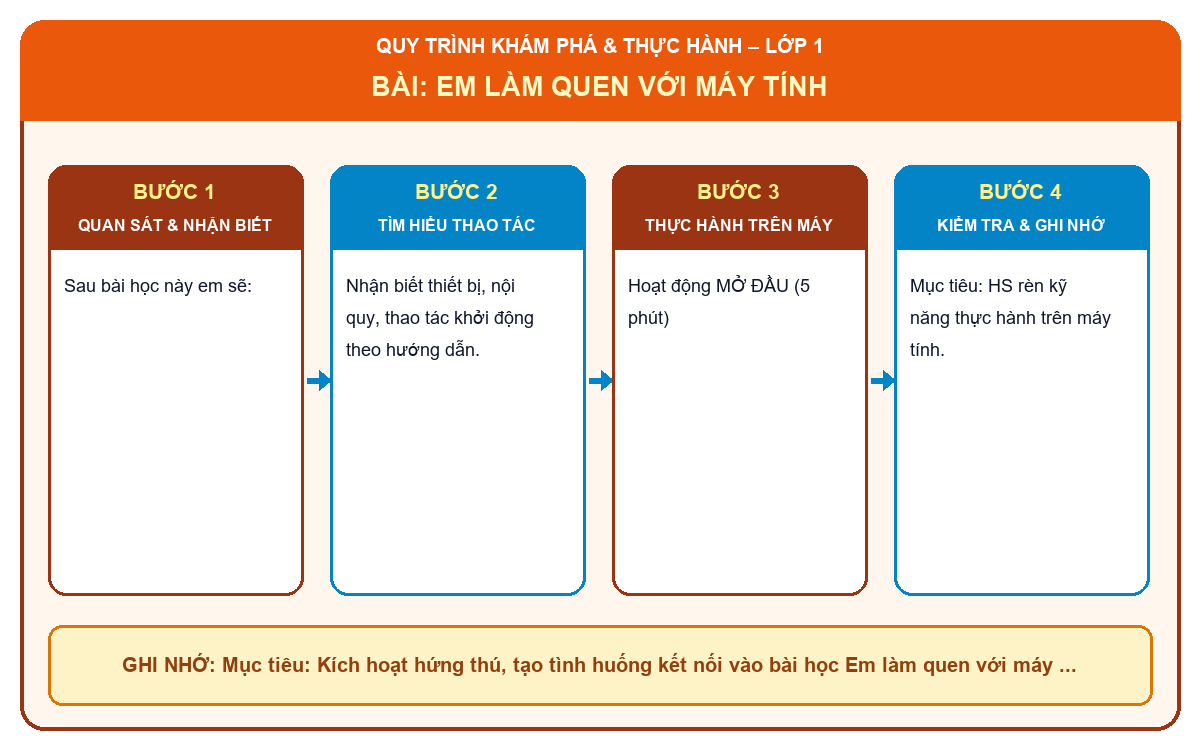 QUY TRÌNH KHÁM PHÁ & THỰC HÀNH – LỚP 1
BÀI: EM LÀM QUEN VỚI MÁY TÍNH
BƯỚC 1
QUAN SÁT & NHẬN BIẾT
Sau bài học này em sẽ:
BƯỚC 2
TÌM HIỂU THAO TÁC
Nhận biết thiết bị, nội
quy, thao tác khởi động
theo hướng dẫn.
BƯỚC 3
THỰC HÀNH TRÊN MÁY
Hoạt động MỞ ĐẦU (5
phút)
BƯỚC 4
KIỂM TRA & GHI NHỚ
Mục tiêu: HS rèn kỹ
năng thực hành trên máy
tính.
GHI NHỚ: Mục tiêu: Kích hoạt hứng thú, tạo tình huống kết nối vào bài học Em làm quen với máy ...